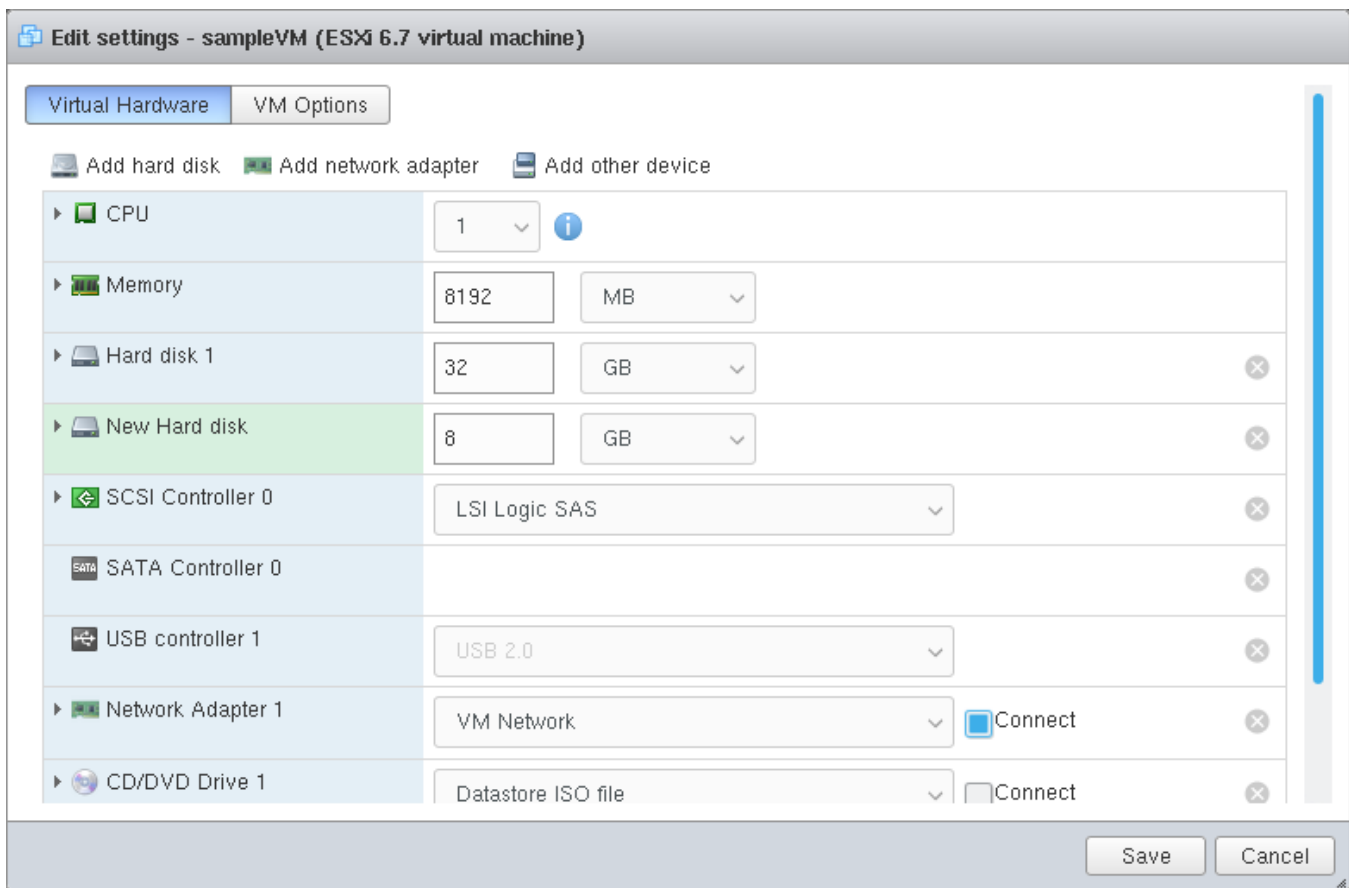 Edit settings - sampleVM (ESXi 6.7 virtual machine)
Virtual Hardware VM Options
Add hard disk Add network adapter Add other device
CPU 1 i
Memory 8192 MB
Hard disk 1 32 GB
New Hard disk 8 GB
SCSI Controller 0 LSI Logic SAS
SATA SATA Controller 0
USB controller 1 USB 2.0
Network Adapter 1 VM Network Connect
CD/DVD Drive 1 Datastore ISO file Connect
Save Cancel